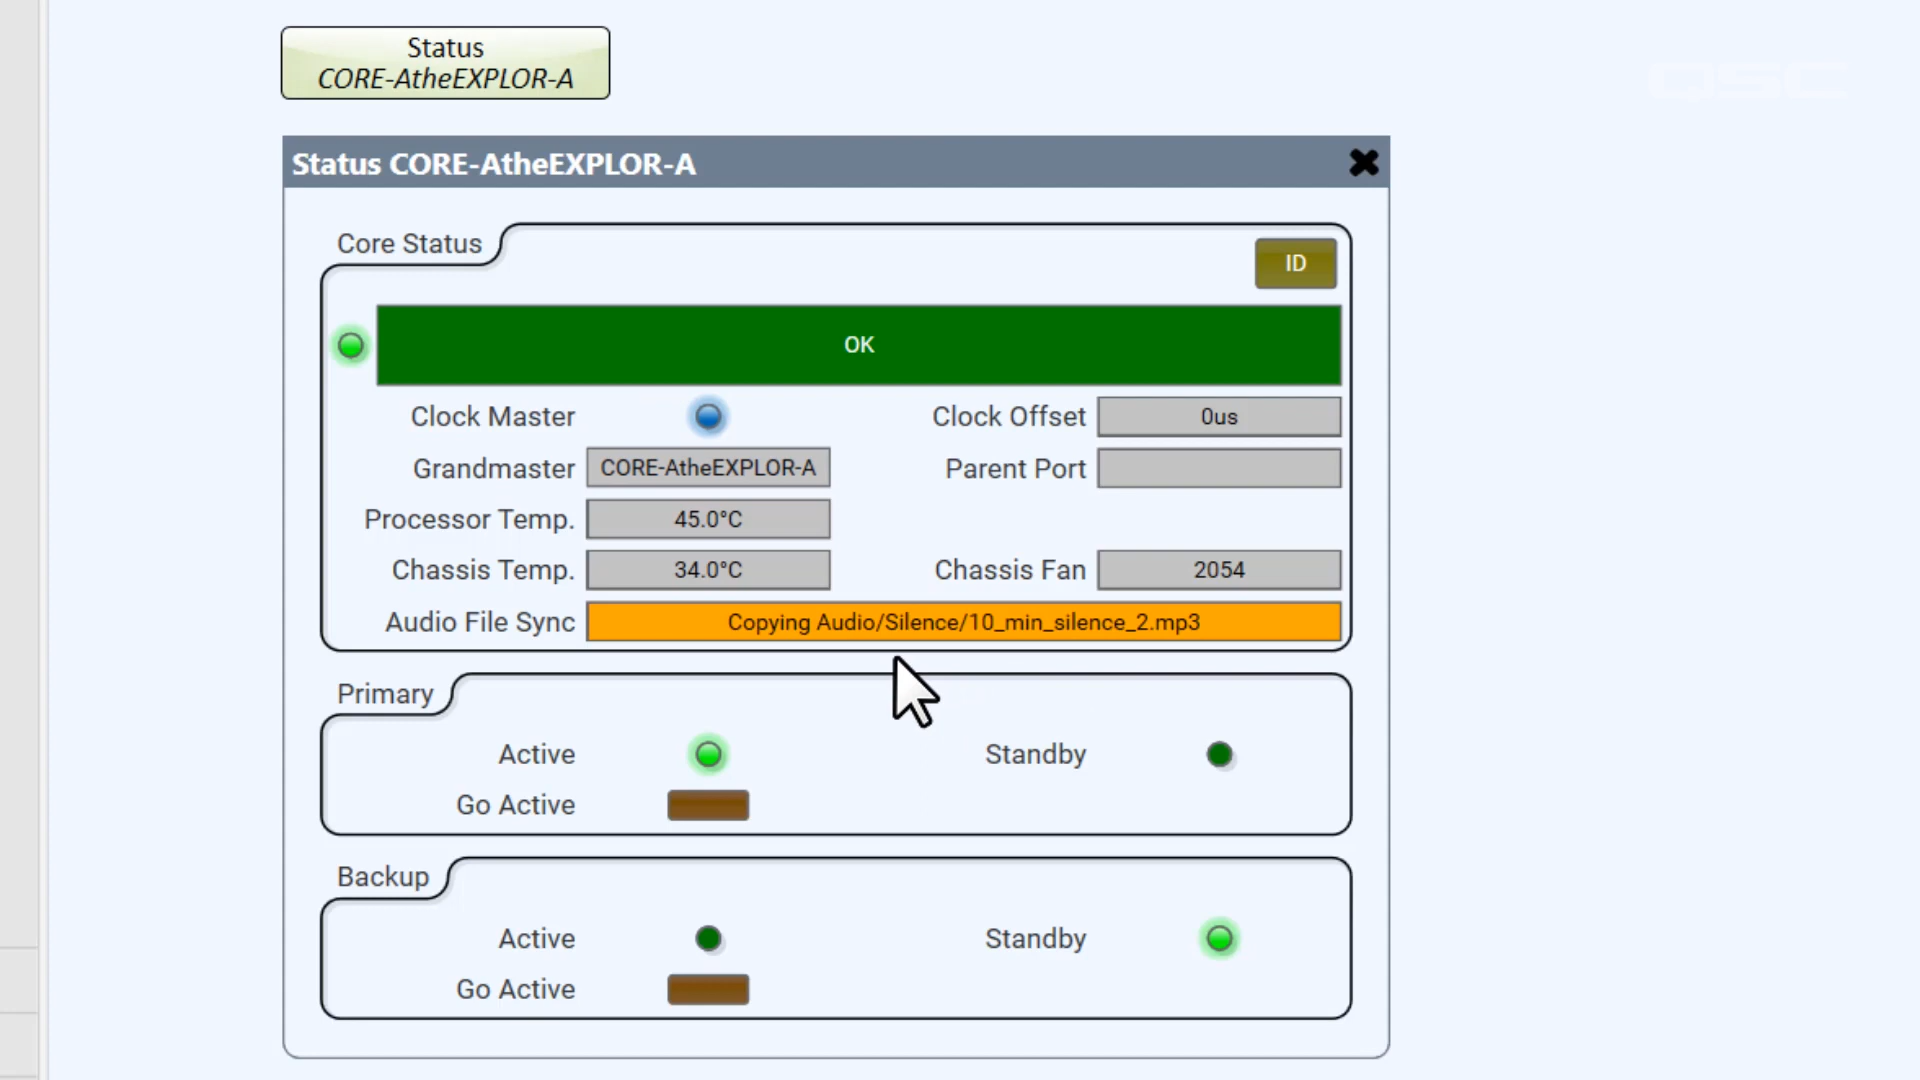 Status
CORE-AtheEXPLOR-A
QSC
Status CORE-AtheEXPLOR-A
Core Status
ID
OK
Clock Master
Clock Offset 0us
Grandmaster CORE-AtheEXPLOR-A
Parent Port
Processor Temp. 45.0°C
Chassis Temp. 34.0°C
Chassis Fan 2054
Audio File Sync Copying Audio/Silence/10_min_silence_2.mp3
Primary
Active
Standby
Go Active
Backup
Active
Standby
Go Active